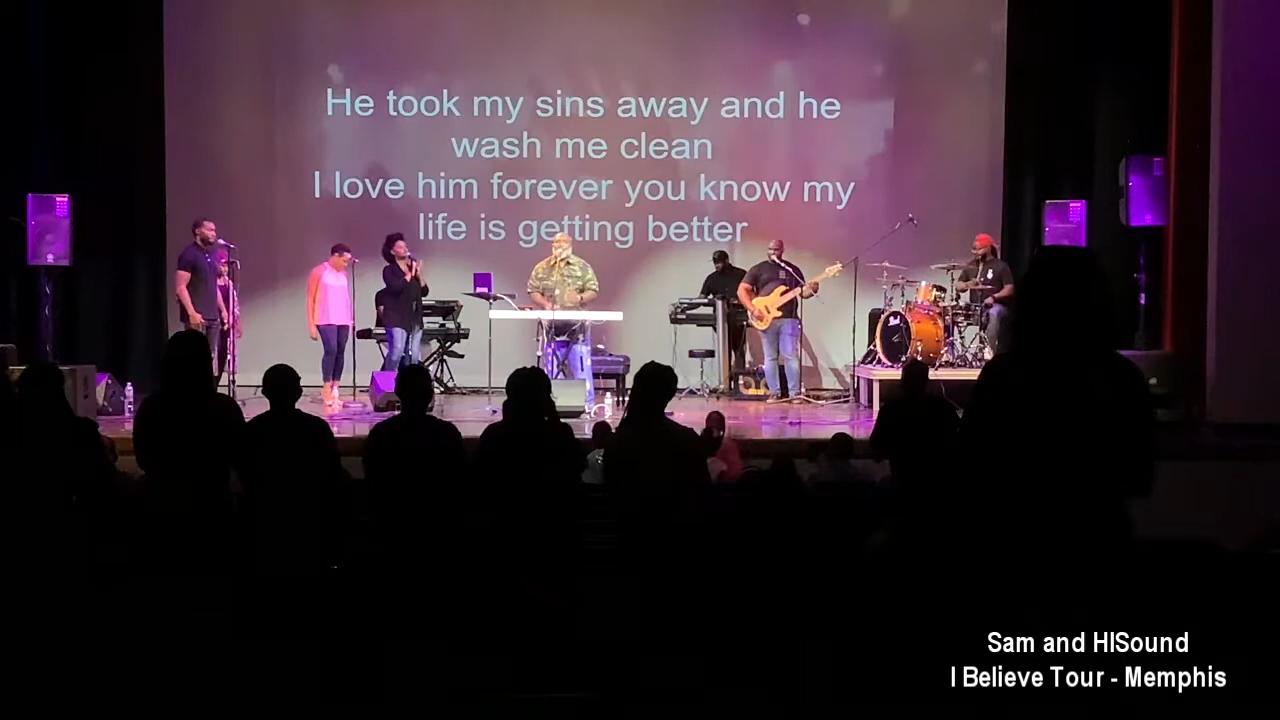 He took my sins away and he
wash me clean
I love him forever you know my
life is getting better
Sam and HISound
I Believe Tour - Memphis